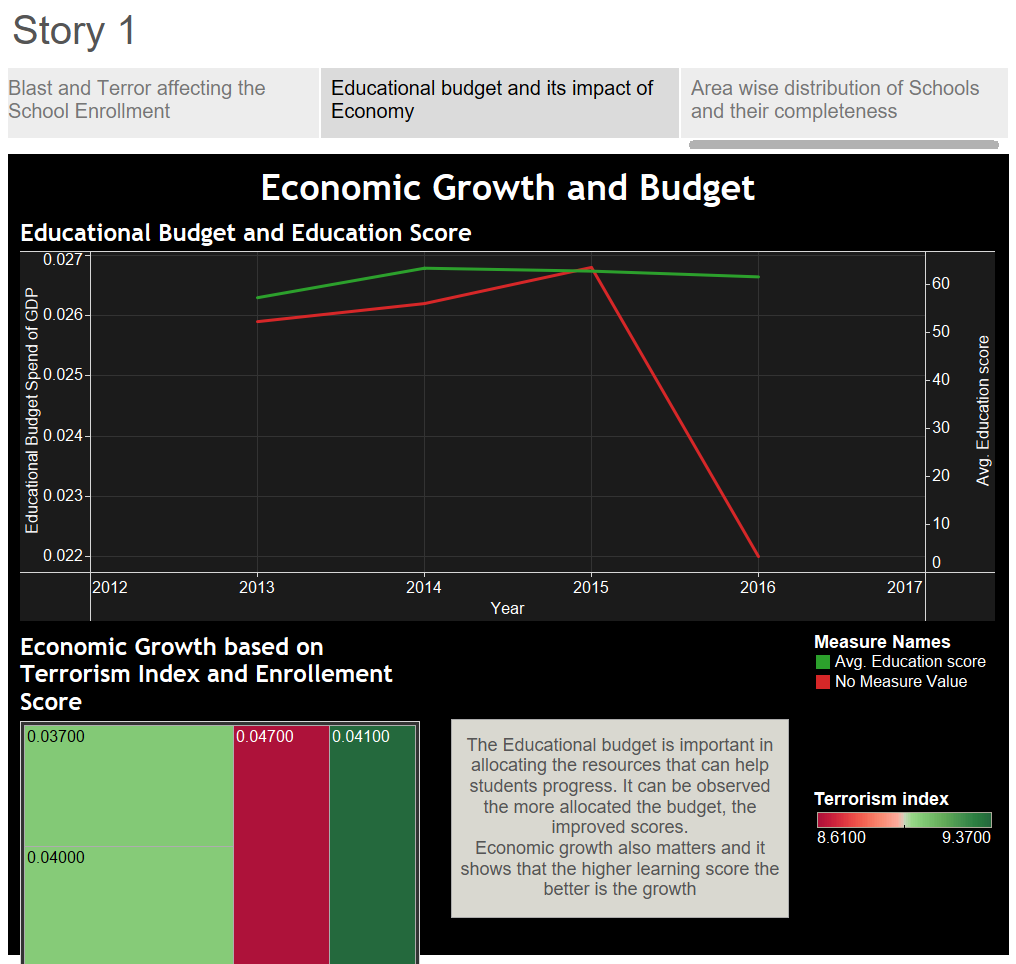 Story 1
Blast and Terror affecting the
School Enrollment
Educational budget and its impact of
Economy
Area wise distribution of Schools
and their completeness
Economic Growth and Budget
Educational Budget and Education Score
Educational Budget Spend of GDP
0.027
0.026
0.025
0.024
0.023
0.022
60
50
40
30
20
10
0
Avg. Education score
2012
2013
2014
2015
2016
2017
Year
Economic Growth based on
Terrorism Index and Enrollement
Score
0.03700
0.04700
0.04100
0.04000
The Educational budget is important in
allocating the resources that can help
students progress. It can be observed
the more allocated the budget, the
improved scores.
Economic growth also matters and it
shows that the higher learning score the
better is the growth
Measure Names
Avg. Education score
No Measure Value
Terrorism index
8.6100
9.3700